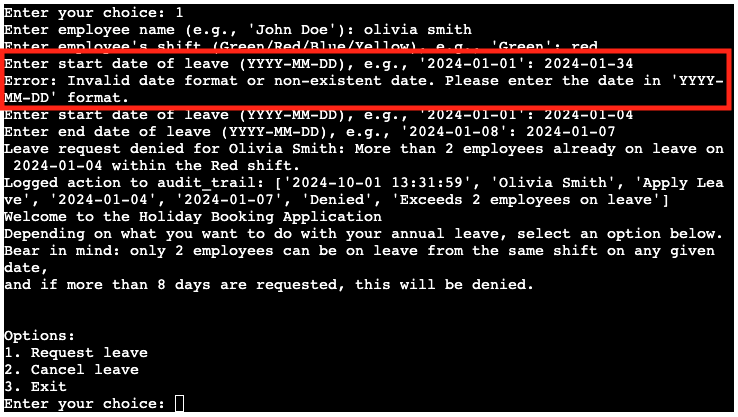 Enter your choice: 1
Enter employee name (e.g., 'John Doe'): olivia smith
Enter employee's shift (Green/Red/Blue/Yellow), e.g., 'Green': red
Enter start date of leave (YYYY-MM-DD), e.g., '2024-01-01': 2024-01-34
Error: Invalid date format or non-existent date. Please enter the date in 'YYYY-
MM-DD' format.
Enter start date of leave (YYYY-MM-DD), e.g., '2024-01-01': 2024-01-04
Enter end date of leave (YYYY-MM-DD), e.g., '2024-01-08': 2024-01-07
Leave request denied for Olivia Smith: More than 2 employees already on leave on
 2024-01-04 within the Red shift.
Logged action to audit_trail: ['2024-10-01 13:31:59', 'Olivia Smith', 'Apply Lea
ve', '2024-01-04', '2024-01-07', 'Denied', 'Exceeds 2 employees on leave']
Welcome to the Holiday Booking Application
Depending on what you want to do with your annual leave, select an option below.
Bear in mind: only 2 employees can be on leave from the same shift on any given
date,
and if more than 8 days are requested, this will be denied.
Options:
1. Request leave
2. Cancel leave
3. Exit
Enter your choice: